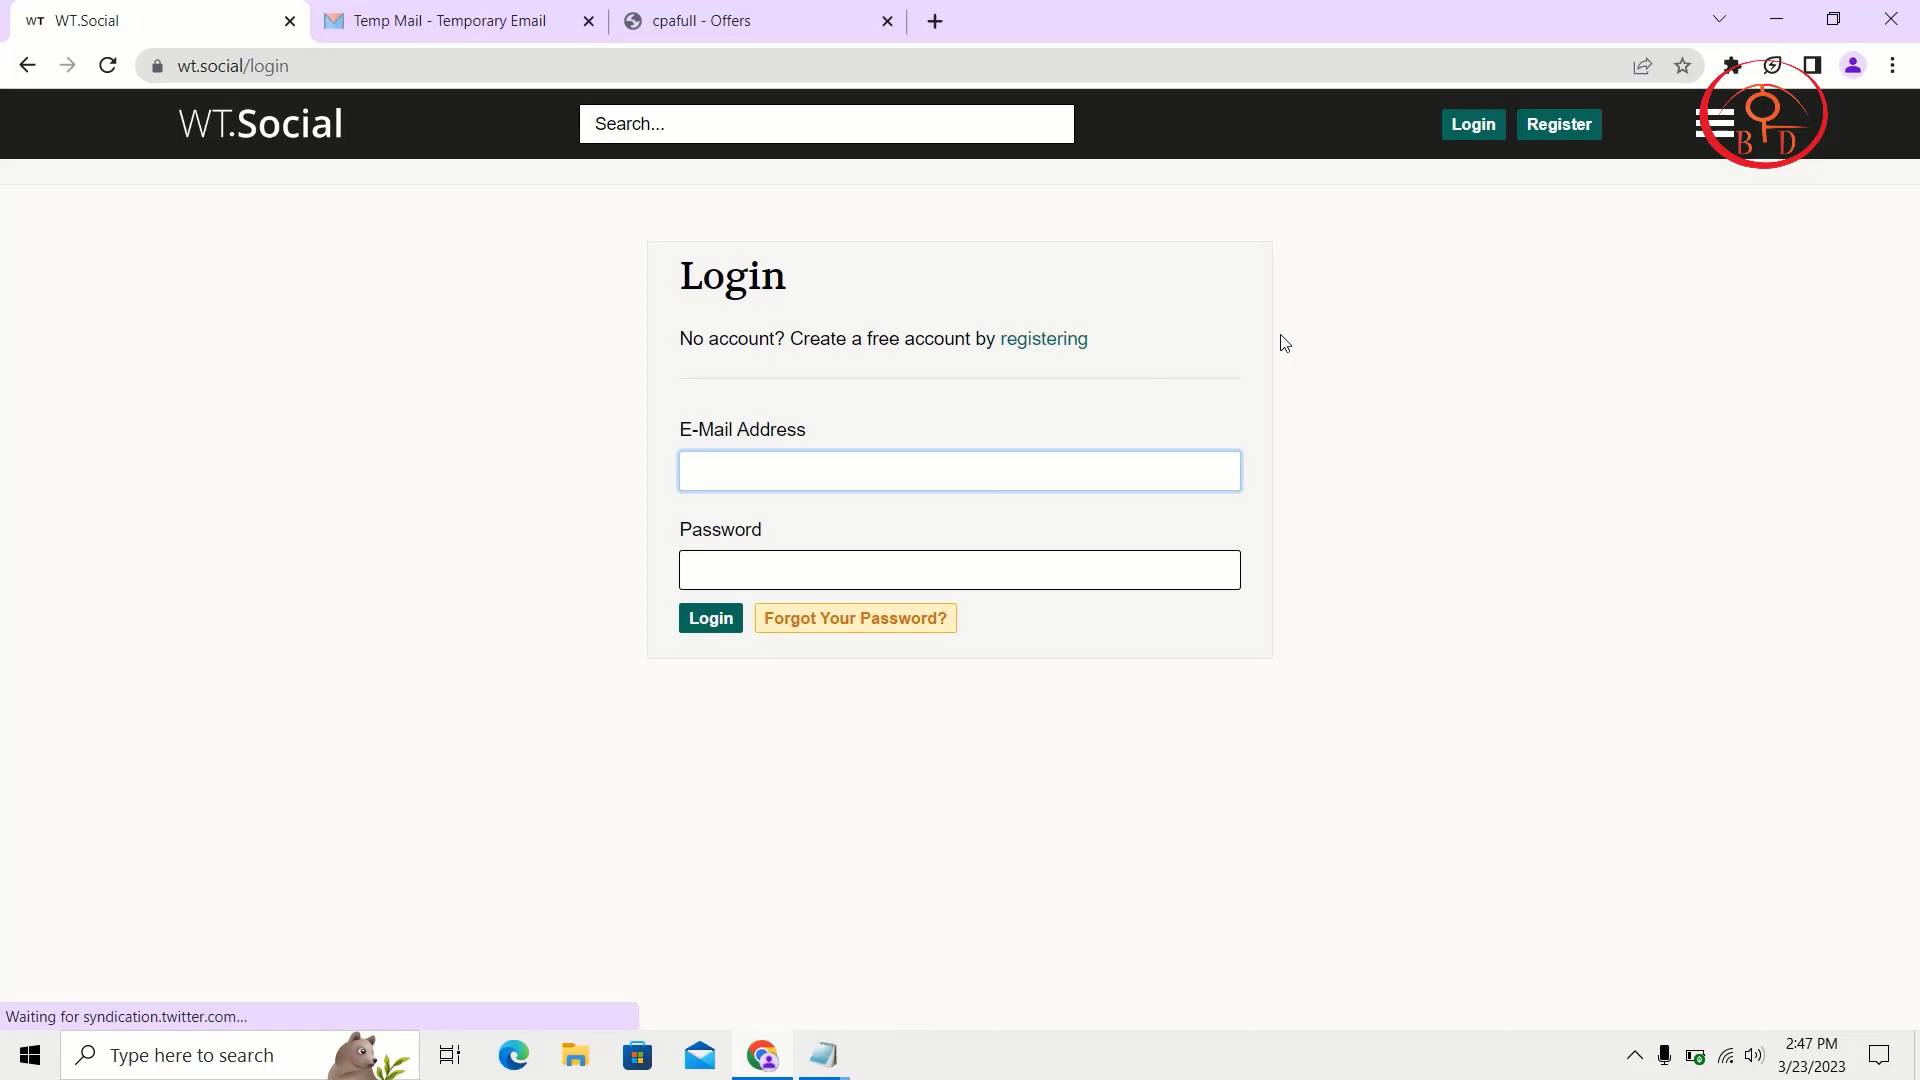 WT WT.Social
Temp Mail - Temporary Email
cpafull - Offers
wt.social/login
WT.Social
Search...
Login
Register
B D
Login
No account? Create a free account by registering
E-Mail Address
Password
Login
Forgot Your Password?
Waiting for syndication.twitter.com...
Type here to search
2:47 PM
3/23/2023